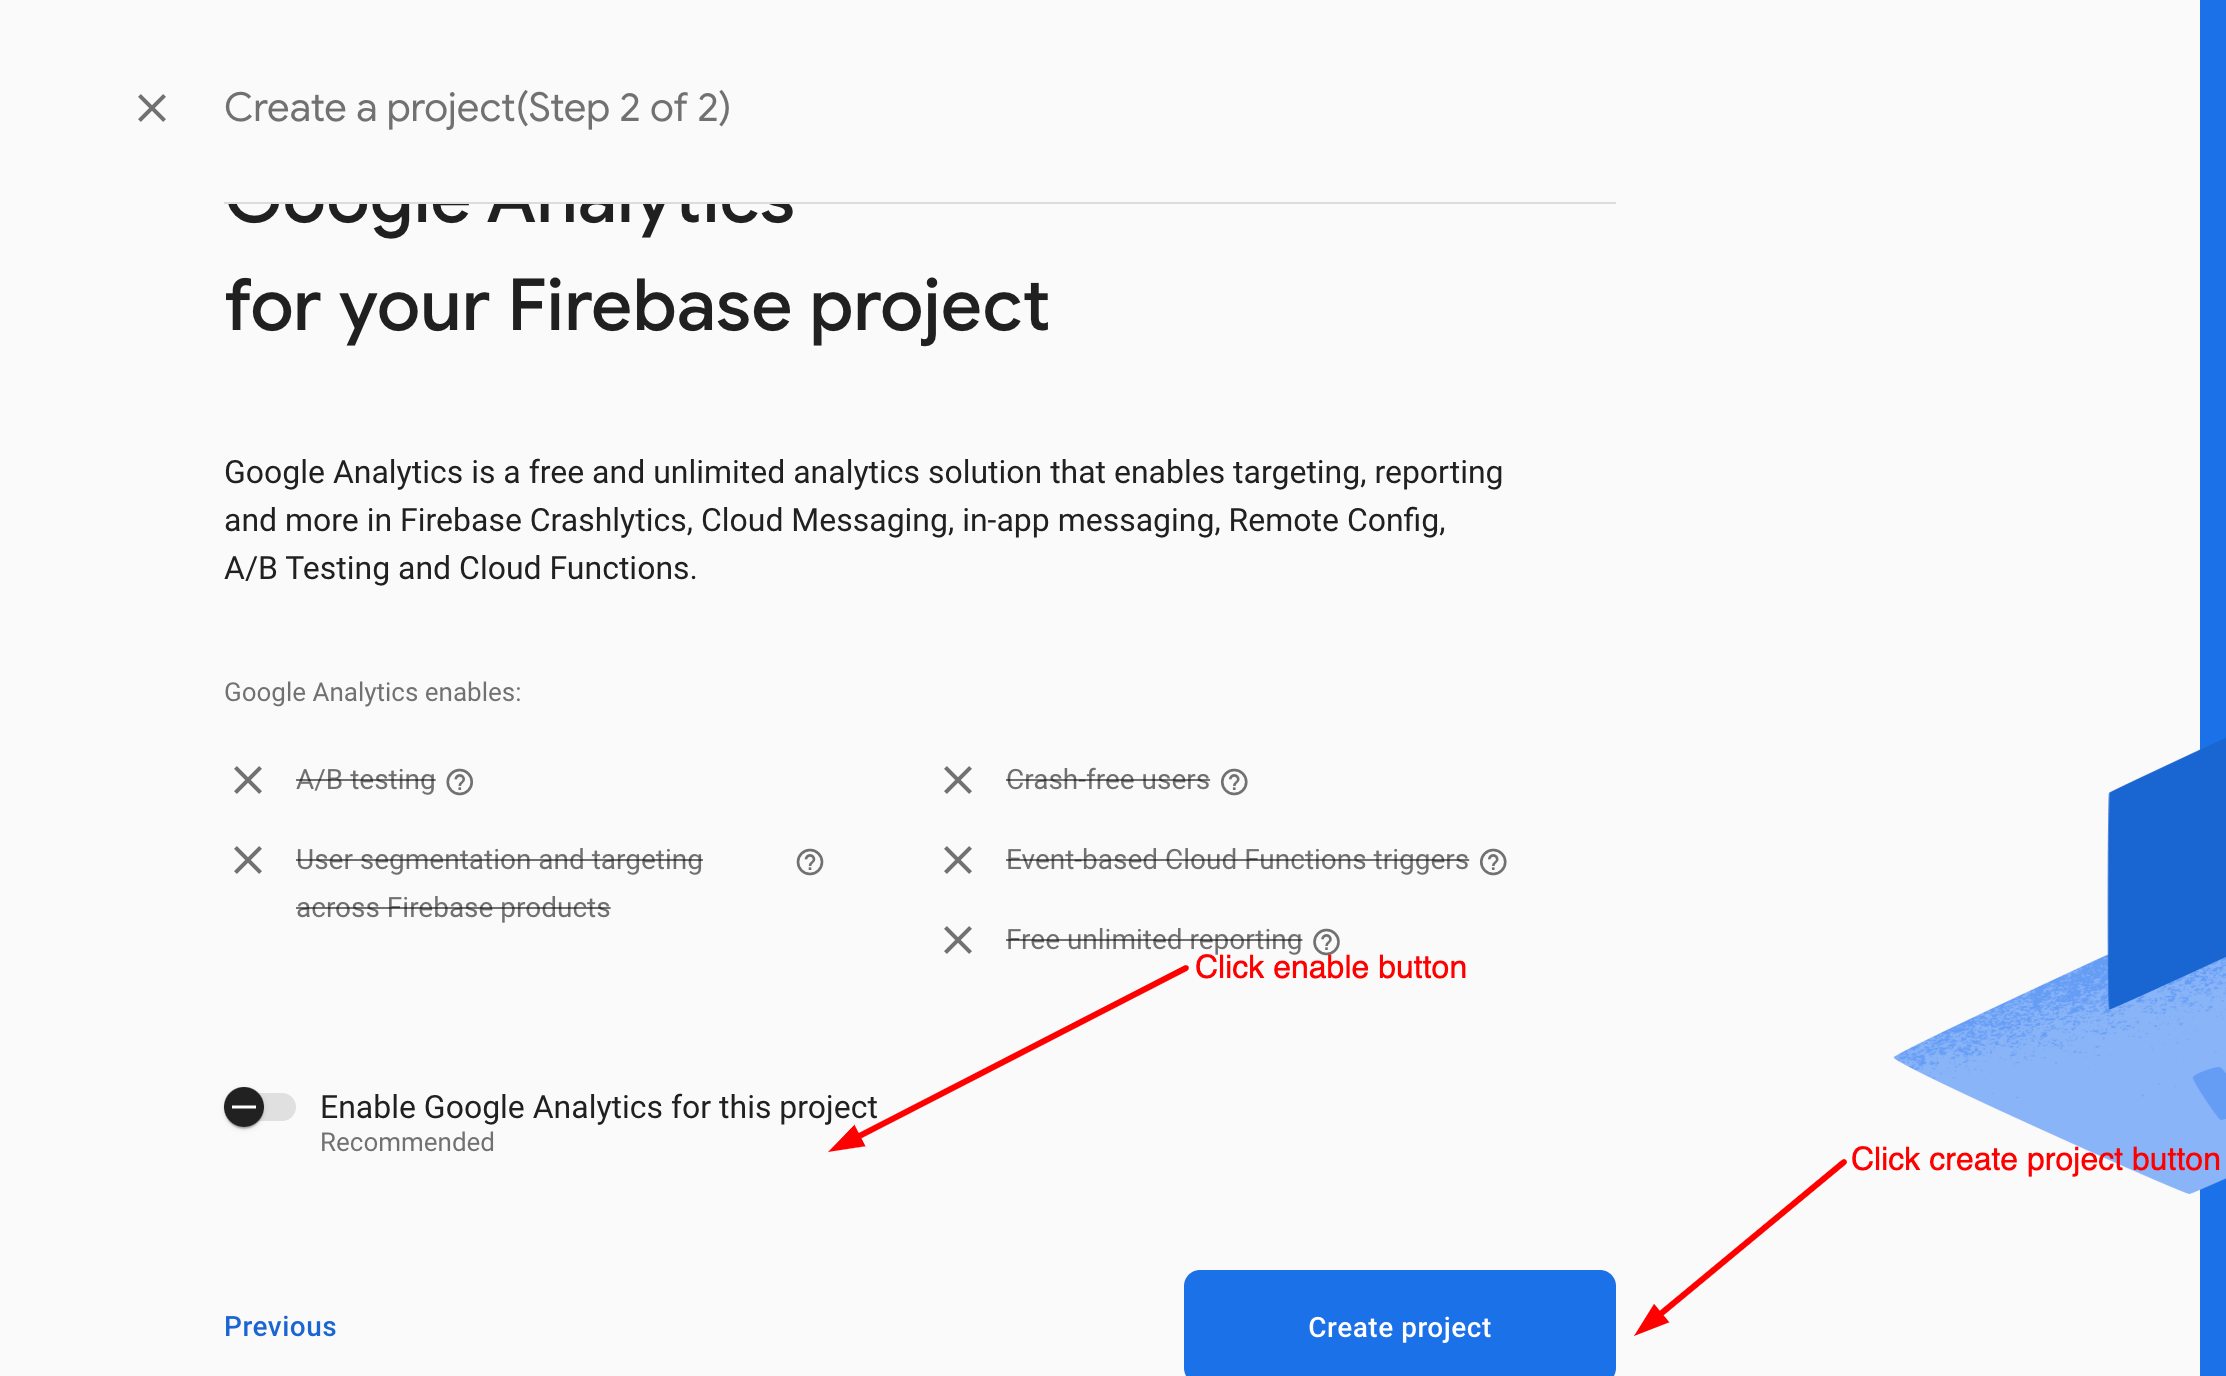 Create a project(Step 2 of 2)
Google Analytics
for your Firebase project
Google Analytics is a free and unlimited analytics solution that enables targeting, reporting
and more in Firebase Crashlytics, Cloud Messaging, in-app messaging, Remote Config,
A/B Testing and Cloud Functions.
Google Analytics enables:
A/B testing
User segmentation and targeting
across Firebase products
Crash-free users
Event-based Cloud Functions triggers
Free unlimited reporting
Click enable button
Enable Google Analytics for this project
Recommended
Click create project button
Previous
Create project